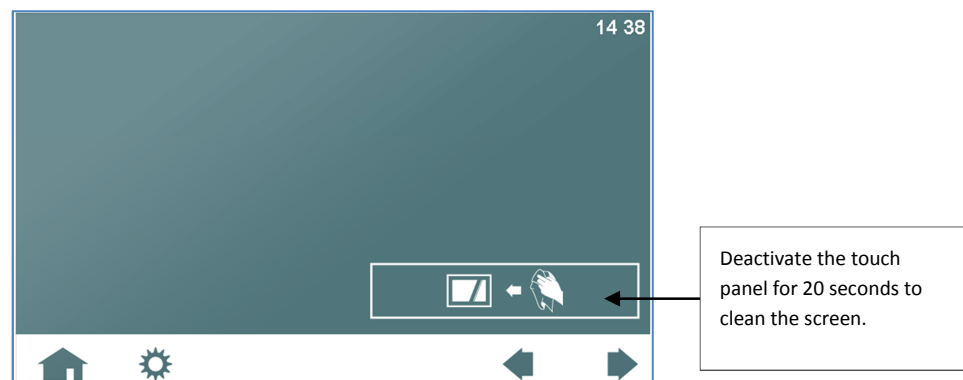 14 38
Deactivate the touch
panel for 20 seconds to
clean the screen.